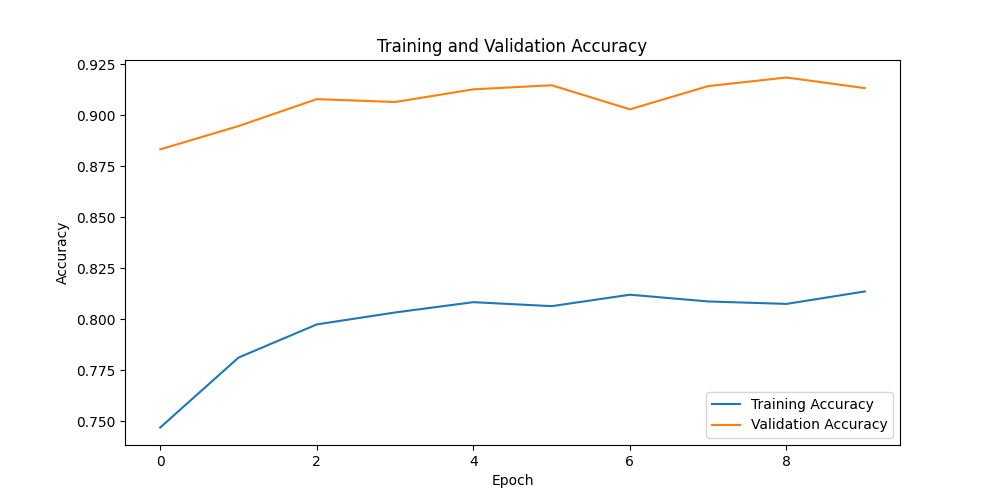 Training and Validation Accuracy
0.925
0.900
0.875
0.850
0.825
0.800
0.775
0.750
Accuracy
0 2 4 6 8
Epoch
Training Accuracy
Validation Accuracy